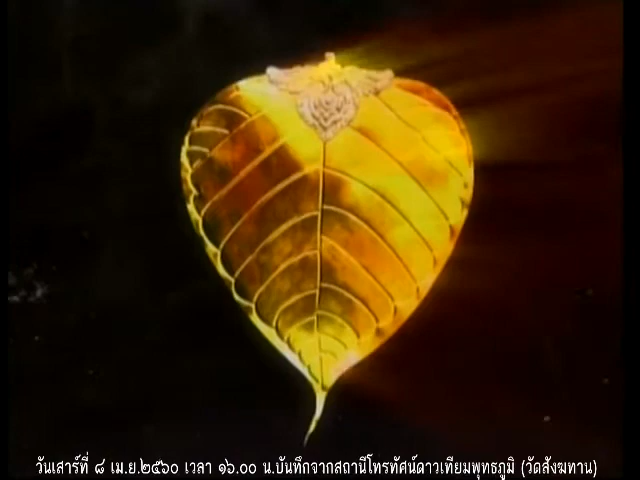 วันเสาร์ที่ ๘ เม.ย.๒๕๖๐ เวลา ๑๖.๐๐ น.บันทึกจากสถานีโทรทัศน์ดาวเทียมพุทธภูมิ (วัดสังฆทาน)